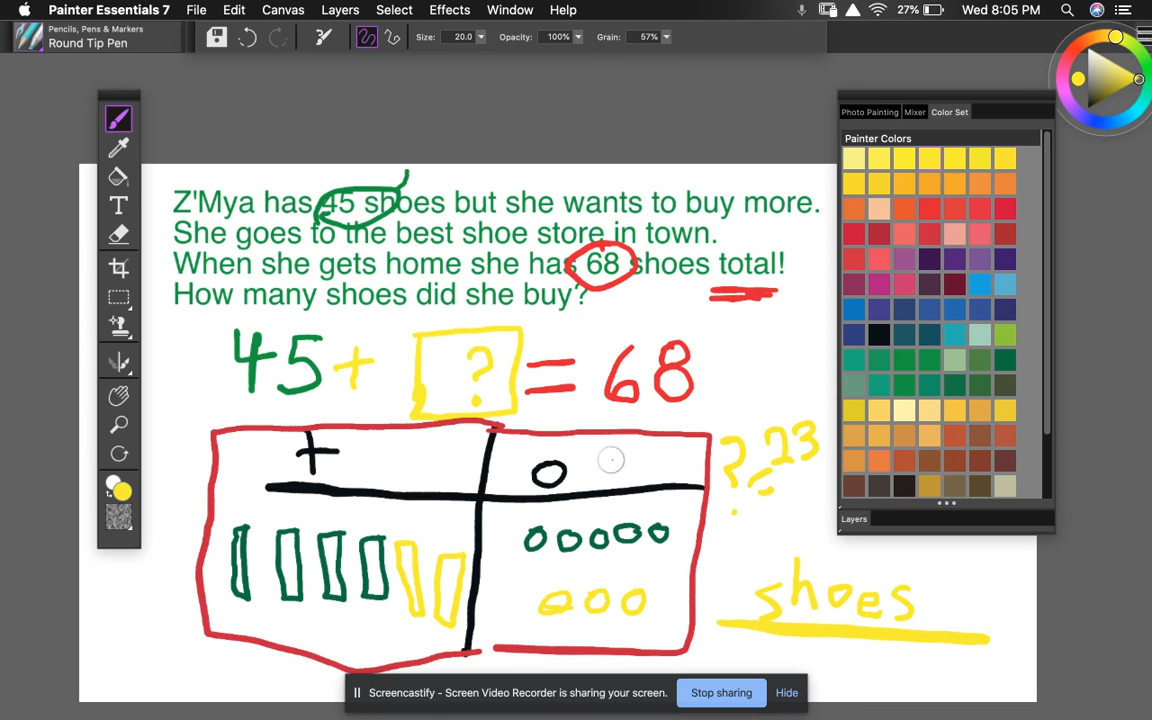 Painter Essentials 7 File Edit Canvas Layers Select Effects Window Help 27% Wed 8:05 PM
Pencils, Pens & Markers
Round Tip Pen
Size: 20.0 Opacity: 100% Grain: 57%
Photo Painting Mixer Color Set
Painter Colors
Z'Mya has 45 shoes but she wants to buy more.
She goes to the best shoe store in town.
When she gets home she has 68 shoes total!
How many shoes did she buy?
45 + ? = 68
+ o
? = 23
shoes
Layers
Screencastify - Screen Video Recorder is sharing your screen. Stop sharing Hide